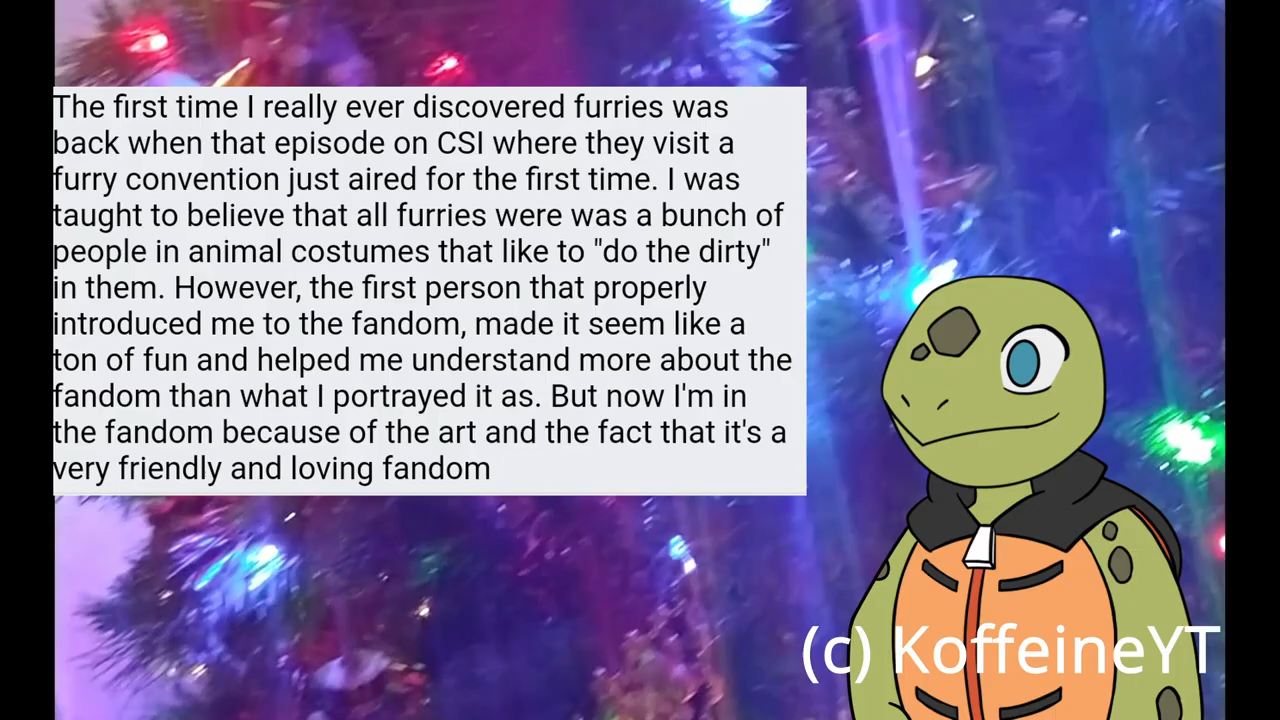 The first time I really ever discovered furries was
back when that episode on CSI where they visit a
furry convention just aired for the first time. I was
taught to believe that all furries were was a bunch of
people in animal costumes that like to "do the dirty"
in them. However, the first person that properly
introduced me to the fandom, made it seem like a
ton of fun and helped me understand more about the
fandom than what I portrayed it as. But now I'm in
the fandom because of the art and the fact that it's a
very friendly and loving fandom
(c) KoffeineYT